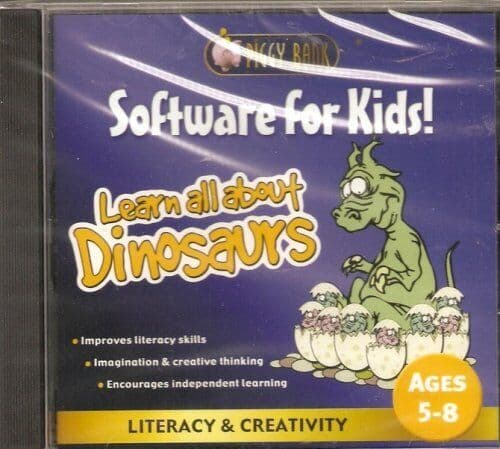 PIGGY BANK
Software for Kids!
Learn all about
Dinosaurs
• Improves literacy skills
• Imagination & creative thinking
• Encourages independent learning
AGES
5-8
LITERACY & CREATIVITY